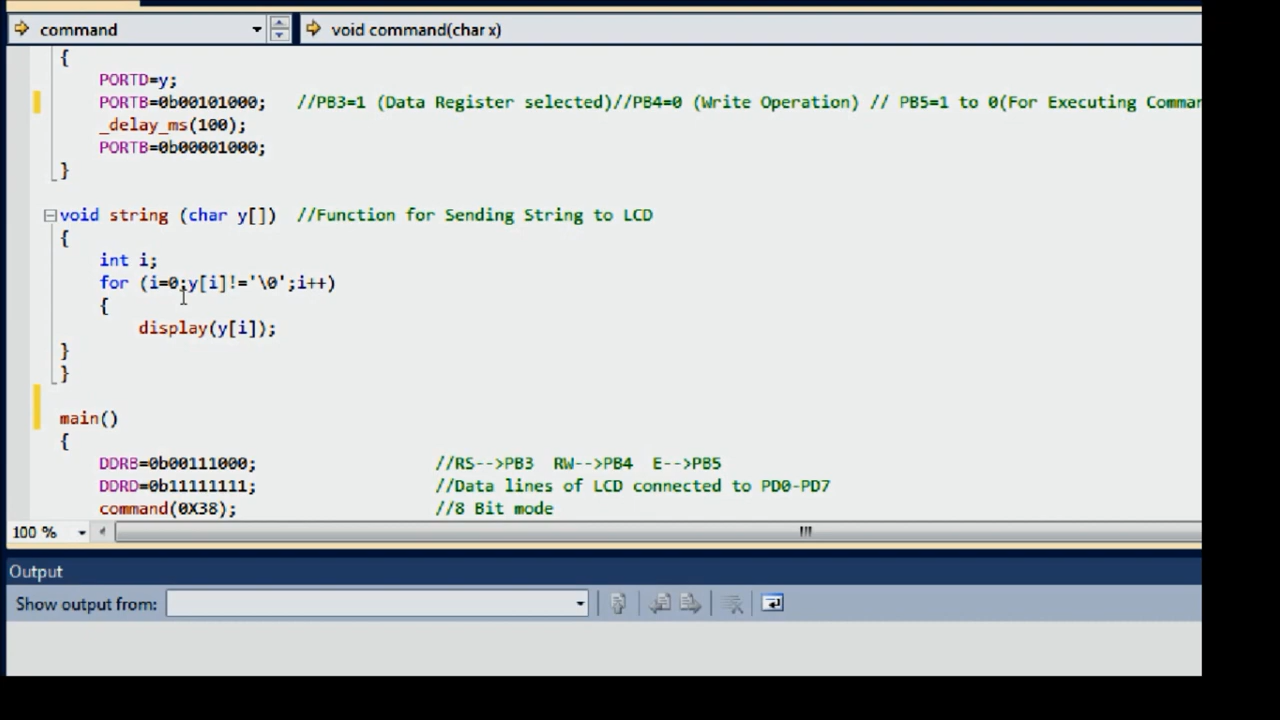 command void command(char x)
{
PORTD=y;
PORTB=0b00101000; //PB3=1 (Data Register selected)//PB4=0 (Write Operation) // PB5=1 to 0(For Executing Comman
_delay_ms(100);
PORTB=0b00001000;
}
void string (char y[]) //Function for Sending String to LCD
{
int i;
for (i=0;y[i]!='\0';i++)
{
display(y[i]);
}
}
main()
{
DDRB=0b00111000; //RS-->PB3 RW-->PB4 E-->PB5
DDRD=0b11111111; //Data lines of LCD connected to PD0-PD7
command(0X38); //8 Bit mode
100 %
Output
Show output from: